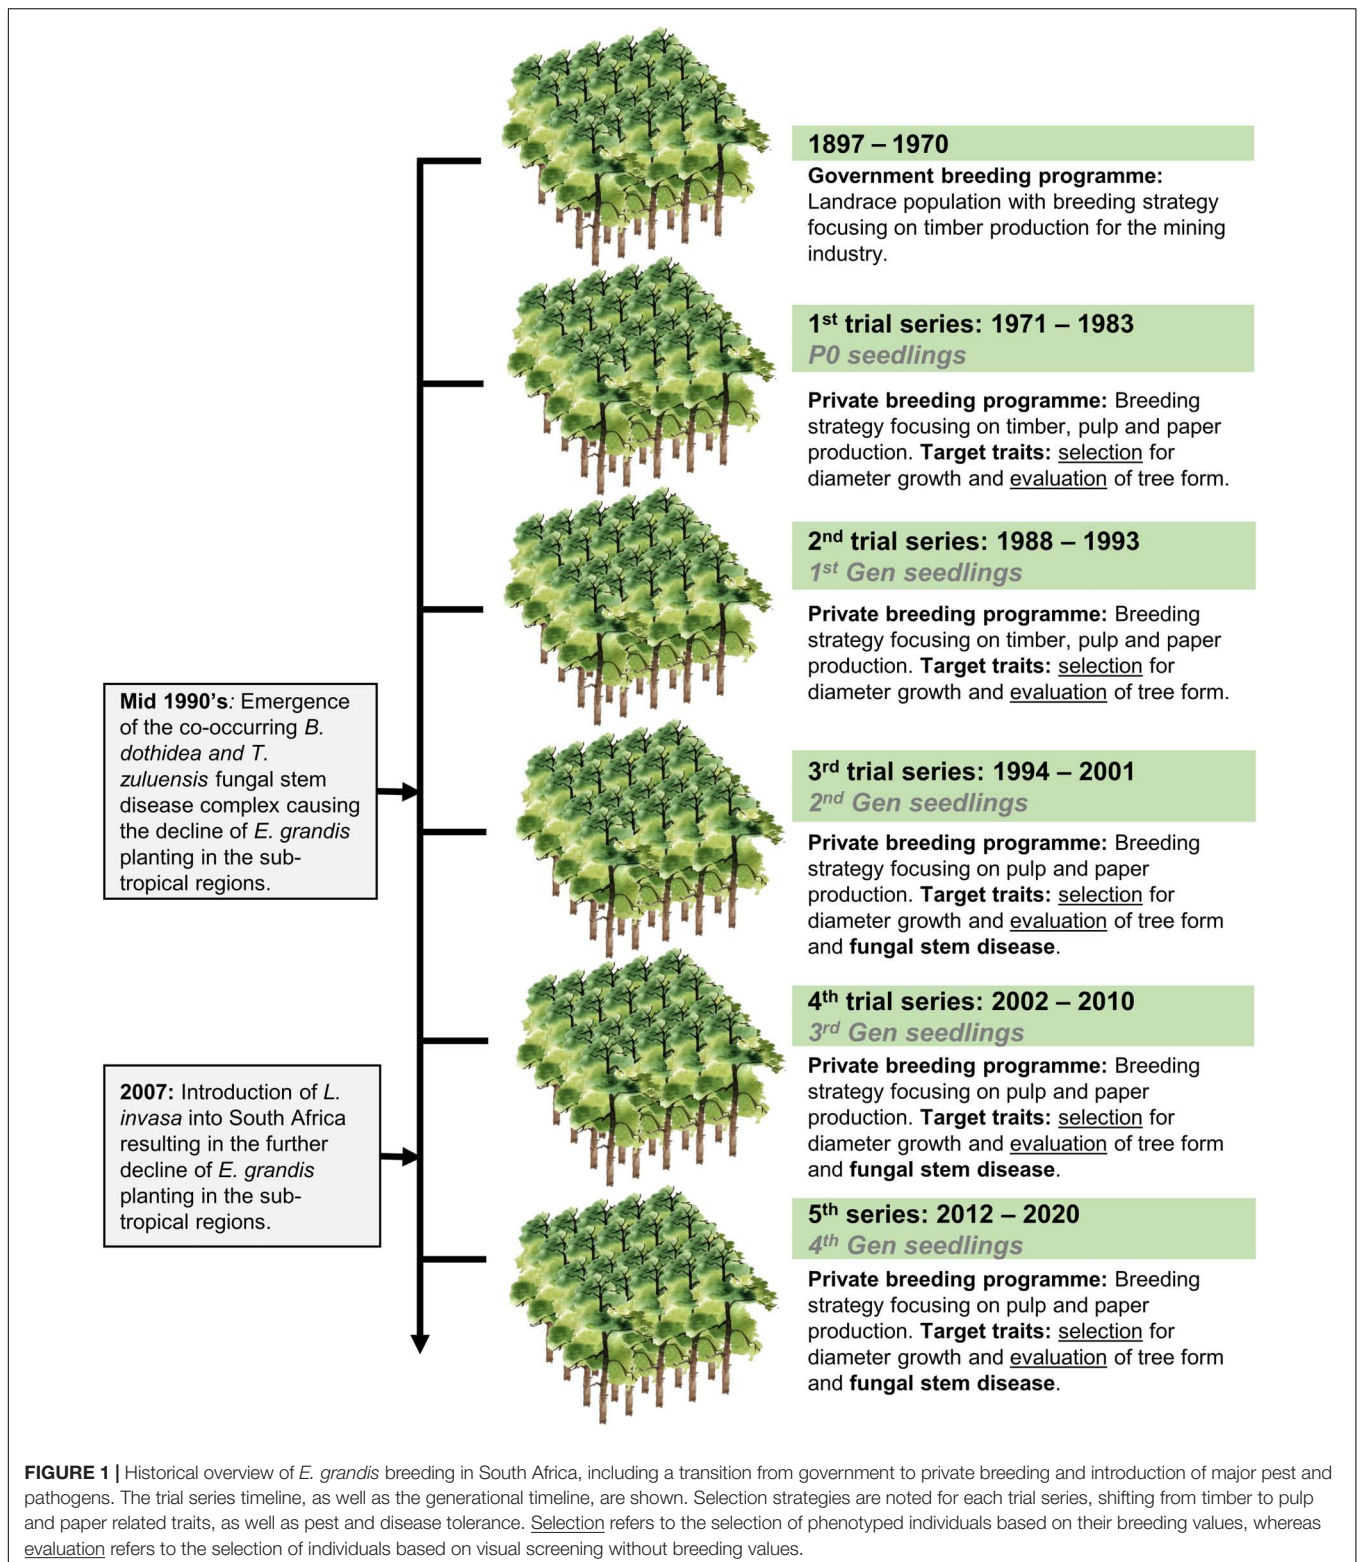 1897 – 1970
Government breeding programme:
Landrace population with breeding strategy
focusing on timber production for the mining
industry.
1st trial series: 1971 – 1983
P0 seedlings
Private breeding programme: Breeding
strategy focusing on timber, pulp and paper
production. Target traits: selection for
diameter growth and evaluation of tree form.
2nd trial series: 1988 – 1993
1st Gen seedlings
Private breeding programme: Breeding
strategy focusing on timber, pulp and paper
production. Target traits: selection for
diameter growth and evaluation of tree form.
Mid 1990's: Emergence
of the co-occurring B.
dothidea and T.
zuluensis fungal stem
disease complex causing
the decline of E. grandis
planting in the sub-
tropical regions.
3rd trial series: 1994 – 2001
2nd Gen seedlings
Private breeding programme: Breeding
strategy focusing on pulp and paper
production. Target traits: selection for
diameter growth and evaluation of tree form
and fungal stem disease.
4th trial series: 2002 – 2010
3rd Gen seedlings
Private breeding programme: Breeding
strategy focusing on pulp and paper
production. Target traits: selection for
diameter growth and evaluation of tree form
and fungal stem disease.
2007: Introduction of L.
invasa into South Africa
resulting in the further
decline of E. grandis
planting in the sub-
tropical regions.
5th series: 2012 – 2020
4th Gen seedlings
Private breeding programme: Breeding
strategy focusing on pulp and paper
production. Target traits: selection for
diameter growth and evaluation of tree form
and fungal stem disease.
FIGURE 1 | Historical overview of E. grandis breeding in South Africa, including a transition from government to private breeding and introduction of major pest and
pathogens. The trial series timeline, as well as the generational timeline, are shown. Selection strategies are noted for each trial series, shifting from timber to pulp
and paper related traits, as well as pest and disease tolerance. Selection refers to the selection of phenotyped individuals based on their breeding values, whereas
evaluation refers to the selection of individuals based on visual screening without breeding values.